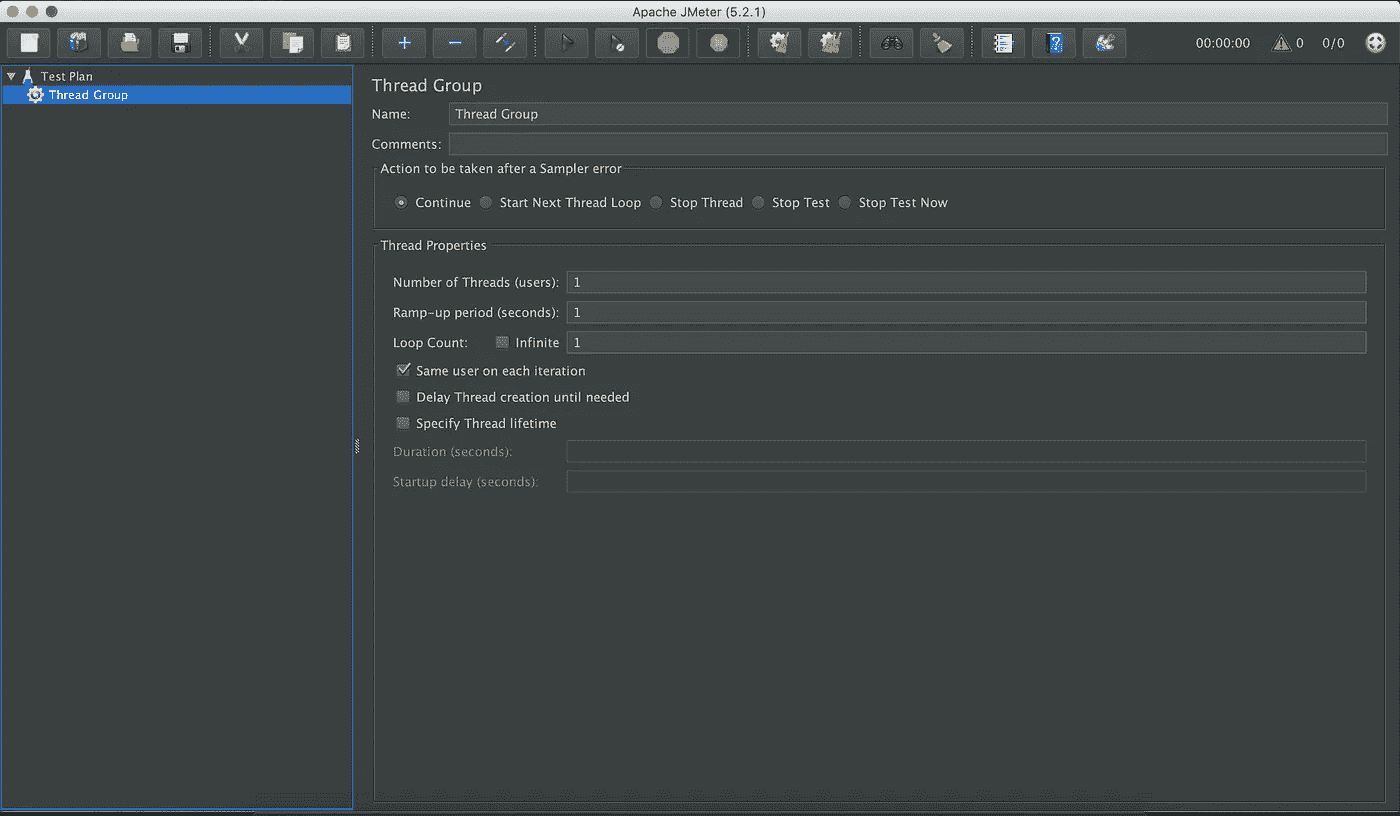 Apache JMeter (5.2.1)
00:00:00 0 0/0
Test Plan
Thread Group
Thread Group
Name: Thread Group
Comments:
Action to be taken after a Sampler error
Continue Start Next Thread Loop Stop Thread Stop Test Stop Test Now
Thread Properties
Number of Threads (users): 1
Ramp-up period (seconds): 1
Loop Count: Infinite 1
Same user on each iteration
Delay Thread creation until needed
Specify Thread lifetime
Duration (seconds):
Startup delay (seconds):